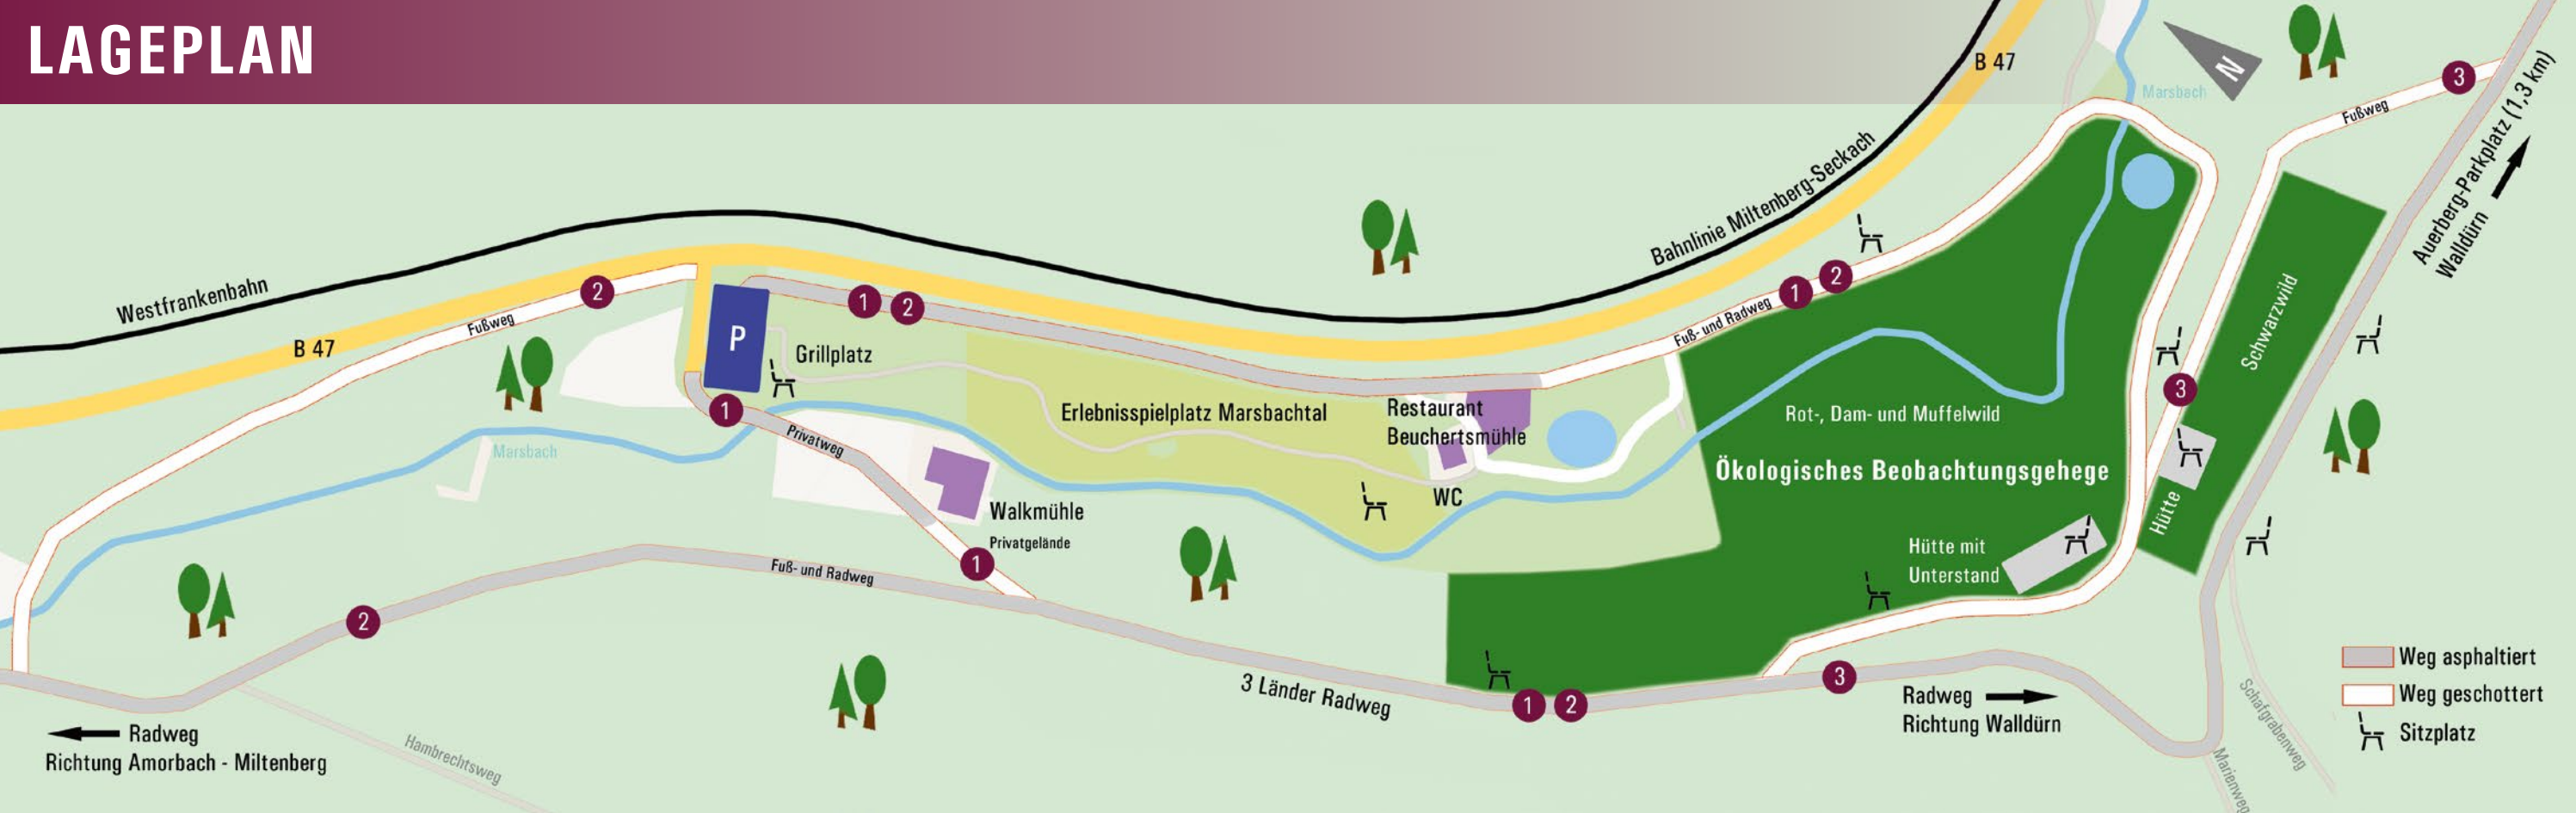 LAGEPLAN
B 47
N
Marsbach
3
Fußweg
Auerberg-Parkplatz (1,3 km)
Walldürn
Bahnlinie Miltenberg-Seckach
Westfrankenbahn
B 47
Fußweg
2
P
1
2
Grillplatz
1
Privatweg
Marsbach
Walkmühle
Privatgelände
1
Erlebnisspielplatz Marsbachtal
Restaurant
Beuchertsmühle
WC
Fuß- und Radweg
1
2
Rot-, Dam- und Muffelwild
Ökologisches Beobachtungsgehege
Hütte mit
Unterstand
3
Schwarzwild
Hütte
2
Fuß- und Radweg
3 Länder Radweg
1
2
3
Radweg
Richtung Walldürn
Radweg
Richtung Amorbach - Miltenberg
Hambrechtsweg
Schafgrabenweg
Marienweg
Weg asphaltiert
Weg geschottert
Sitzplatz